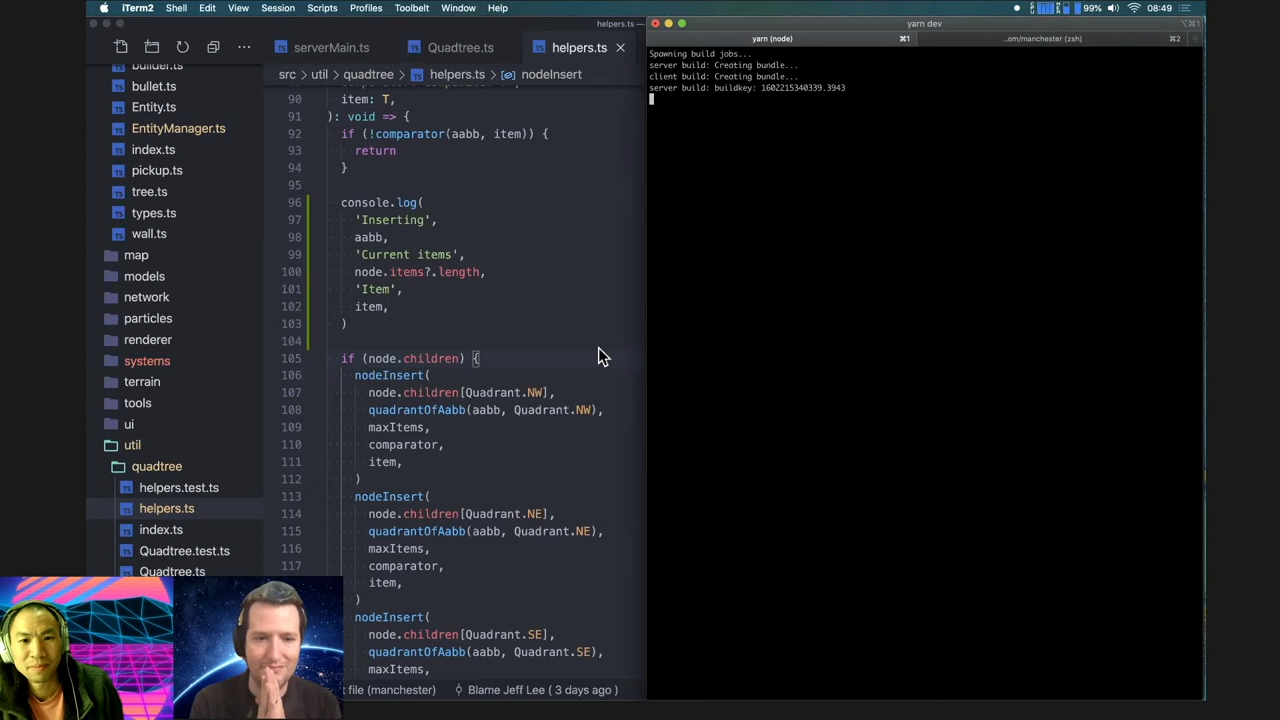 iTerm2 Shell Edit View Session Scripts Profiles Toolbelt Window Help 99% 08:49
helpers.ts —
yarn dev
⌥⌘1
serverMain.ts Quadtree.ts helpers.ts
yarn (node) ⌘1 ...om/manchester (zsh) ⌘2
src > util > quadtree > helpers.ts > nodeInsert
builder.ts
bullet.ts
Entity.ts
EntityManager.ts
index.ts
pickup.ts
tree.ts
types.ts
wall.ts
map
models
network
particles
renderer
systems
terrain
tools
ui
util
quadtree
helpers.test.ts
helpers.ts
index.ts
Quadtree.test.ts
Quadtree.ts
90 item: T,
91 ): void => {
92 if (!comparator(aabb, item)) {
93 return
94 }
95
96 console.log(
97 'Inserting',
98 aabb,
99 'Current items',
100 node.items?.length,
101 'Item',
102 item,
103 )
104
105 if (node.children) {
106 nodeInsert(
107 node.children[Quadrant.NW],
108 quadrantOfAabb(aabb, Quadrant.NW),
109 maxItems,
110 comparator,
111 item,
112 )
113 nodeInsert(
114 node.children[Quadrant.NE],
115 quadrantOfAabb(aabb, Quadrant.NE),
116 maxItems,
117 comparator,
118 item,
119 )
120 nodeInsert(
121 node.children[Quadrant.SE],
122 quadrantOfAabb(aabb, Quadrant.SE),
123 maxItems,
file (manchester) Blame Jeff Lee ( 3 days ago )
Spawning build jobs...
server build: Creating bundle...
client build: Creating bundle...
server build: buildkey: 1602215340339.3943